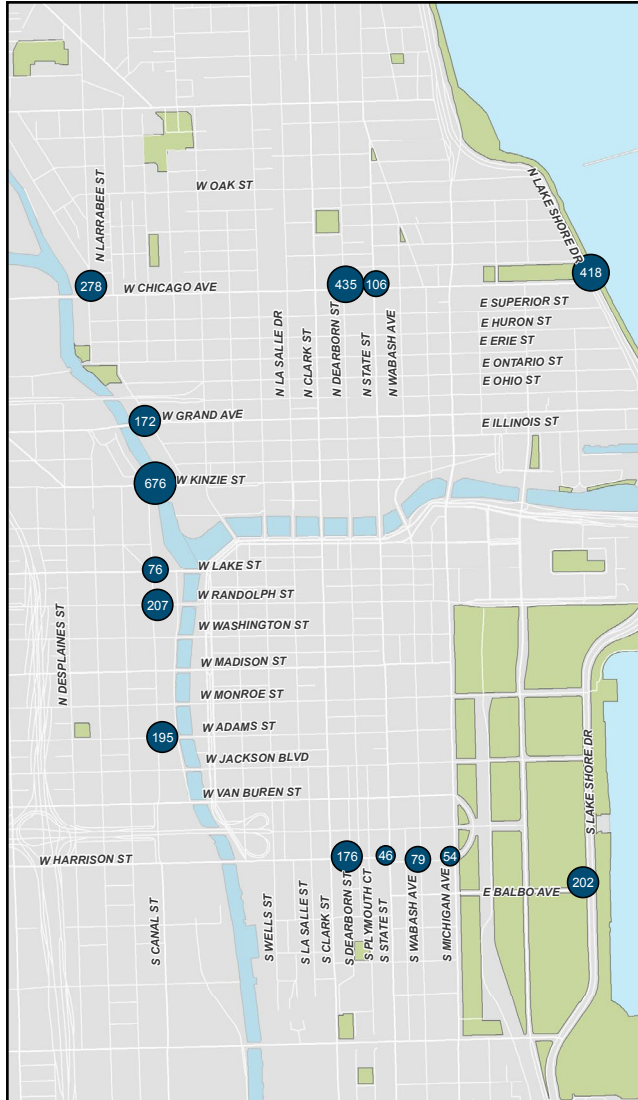 N LARRABEE ST
W OAK ST
N LAKE SHORE DR
278
W CHICAGO AVE
435
106
418
E SUPERIOR ST
E HURON ST
E ERIE ST
E ONTARIO ST
E OHIO ST
N LA SALLE DR
N CLARK ST
N DEARBORN ST
N STATE ST
N WABASH AVE
172
W GRAND AVE
E ILLINOIS ST
676
W KINZIE ST
76
W LAKE ST
207
W RANDOLPH ST
W WASHINGTON ST
N DESPLAINES ST
W MADISON ST
W MONROE ST
195
W ADAMS ST
W JACKSON BLVD
S LAKE SHORE DR
W VAN BUREN ST
W HARRISON ST
176
46
79
54
202
E BALBO AVE
S CANAL ST
S WELLS ST
S LA SALLE ST
S CLARK ST
S DEARBORN ST
S PLYMOUTH CT
S STATE ST
S WABASH AVE
S MICHIGAN AVE